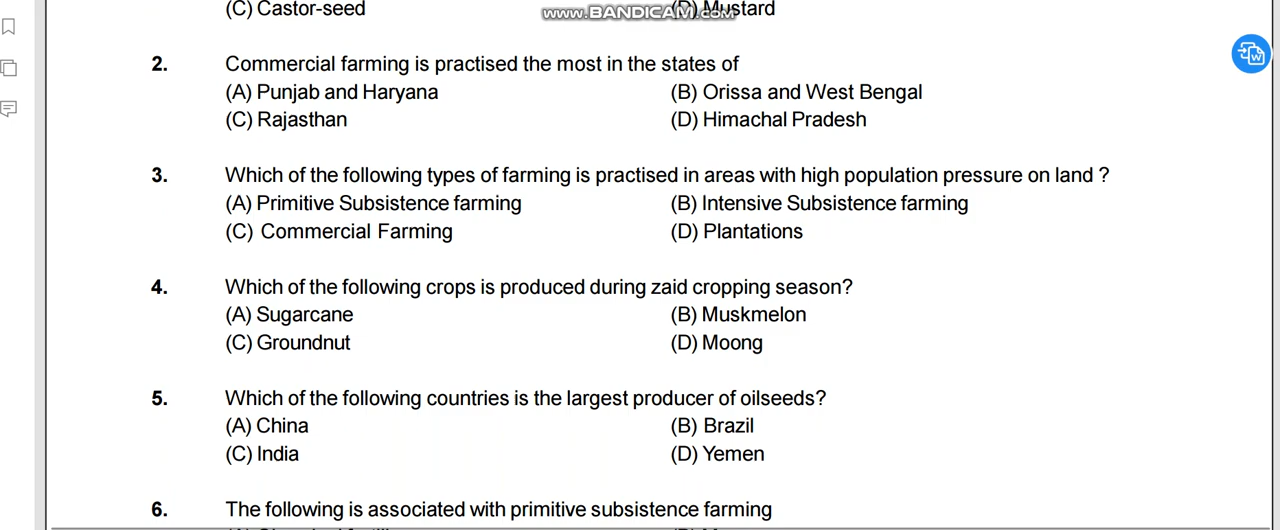 (C) Castor-seed (D) Mustard
www.BANDICAM.com
2. Commercial farming is practised the most in the states of
(A) Punjab and Haryana (B) Orissa and West Bengal
(C) Rajasthan (D) Himachal Pradesh
3. Which of the following types of farming is practised in areas with high population pressure on land ?
(A) Primitive Subsistence farming (B) Intensive Subsistence farming
(C) Commercial Farming (D) Plantations
4. Which of the following crops is produced during zaid cropping season?
(A) Sugarcane (B) Muskmelon
(C) Groundnut (D) Moong
5. Which of the following countries is the largest producer of oilseeds?
(A) China (B) Brazil
(C) India (D) Yemen
6. The following is associated with primitive subsistence farming